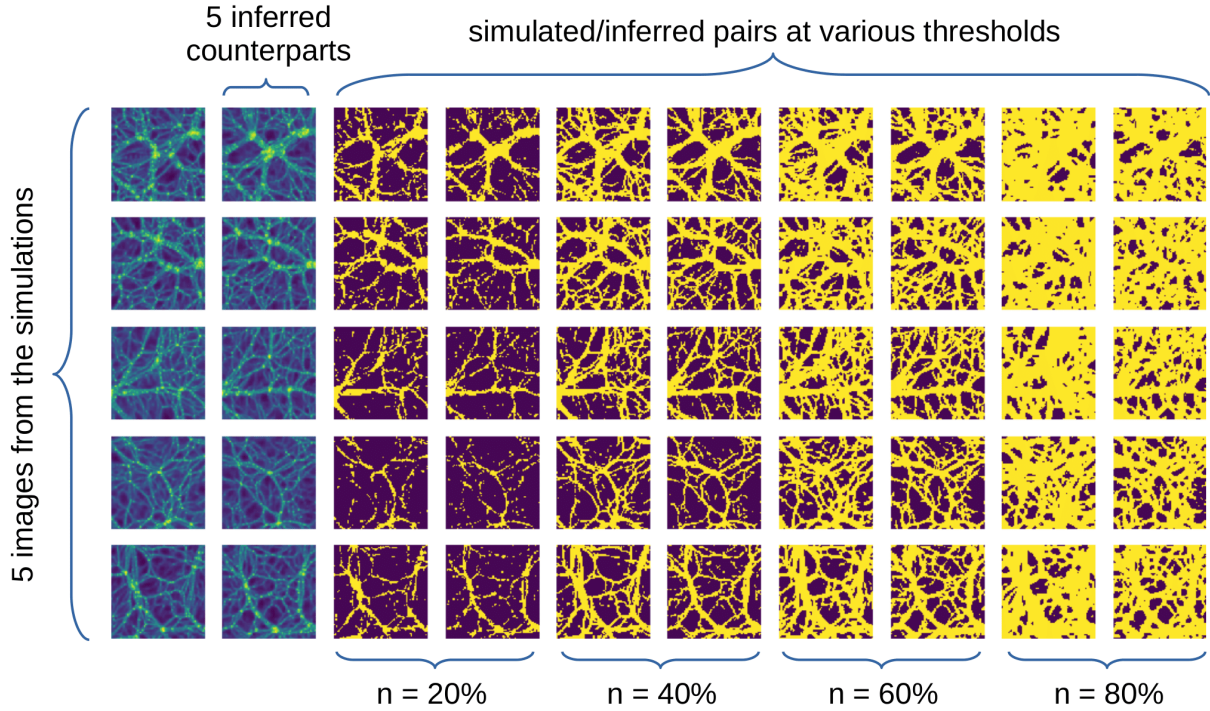 5 inferred
counterparts
simulated/inferred pairs at various thresholds
5 images from the simulations
n = 20%
n = 40%
n = 60%
n = 80%